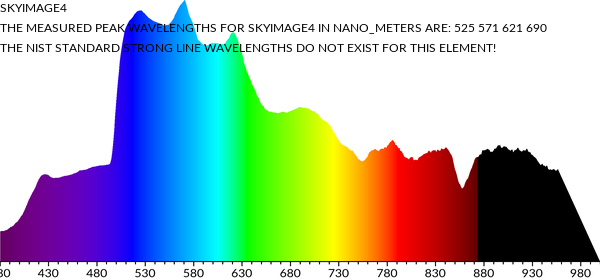 SKYIMAGE4
THE MEASURED PEAK WAVELENGTHS FOR SKYIMAGE4 IN NANO_METERS ARE: 525 571 621 690
THE NIST STANDARD STRONG LINE WAVELENGTHS DO NOT EXIST FOR THIS ELEMENT!
80 430 480 530 580 630 680 730 780 830 880 930 980